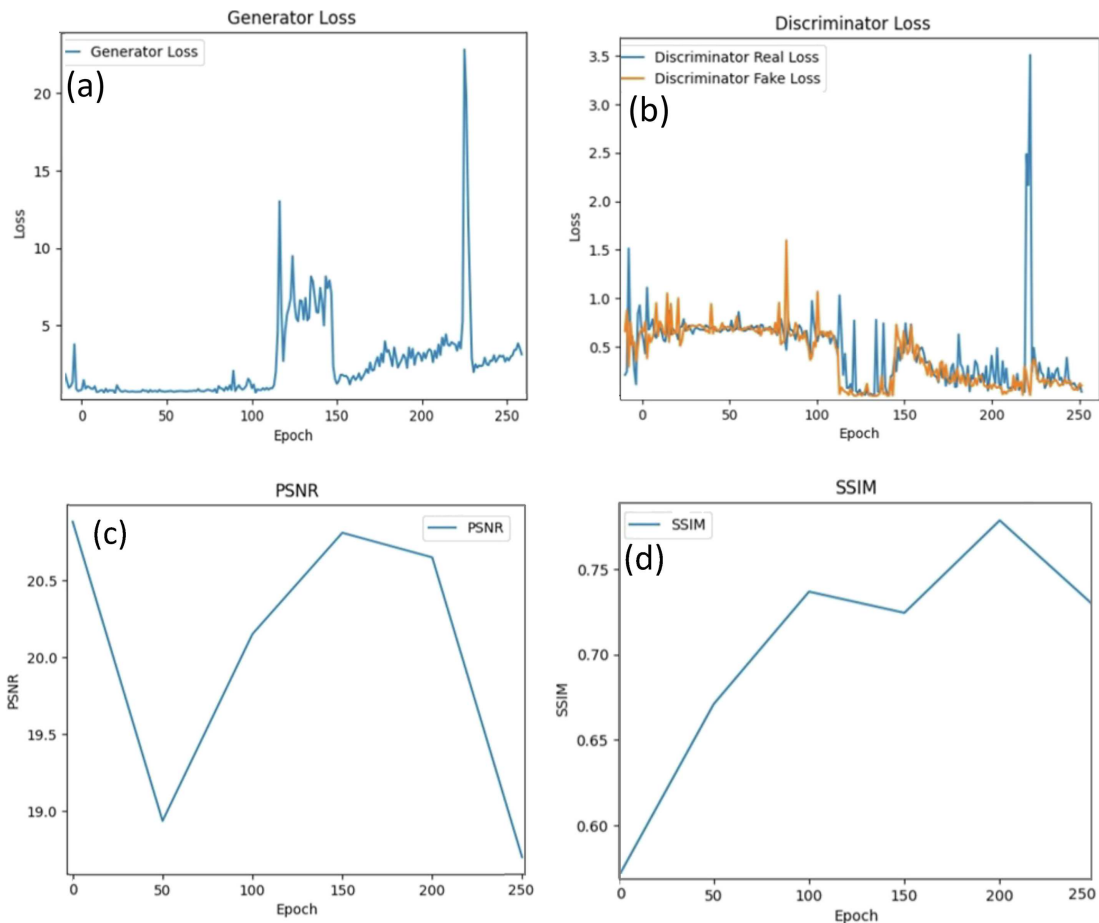 Generator Loss
Generator Loss
(a)
20
15
10
5
Loss
0 50 100 150 200 250
Epoch
Discriminator Loss
Discriminator Real Loss
Discriminator Fake Loss
(b)
3.5
3.0
2.5
2.0
1.5
1.0
0.5
Loss
0 50 100 150 200 250
Epoch
PSNR
PSNR
(c)
20.5
20.0
19.5
19.0
PSNR
0 50 100 150 200 250
Epoch
SSIM
SSIM
(d)
0.75
0.70
0.65
0.60
SSIM
0 50 100 150 200 250
Epoch